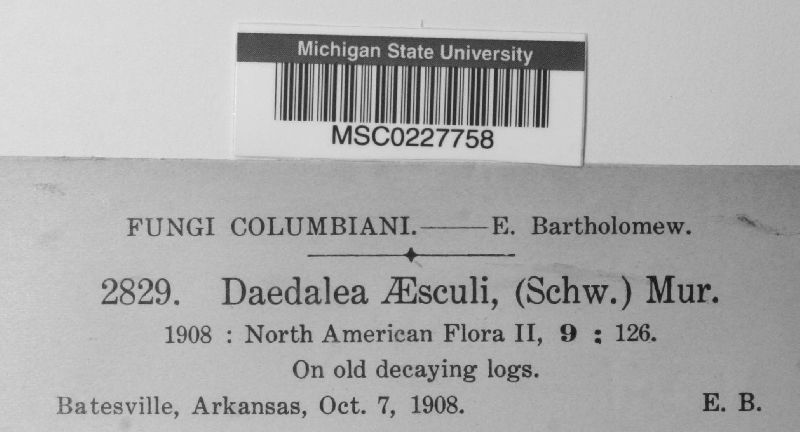 Michigan State University
MSC0227758
FUNGI COLUMBIANI.——E. Bartholomew.
2829. Daedalea Æsculi, (Schw.) Mur.
1908 : North American Flora II, 9 : 126.
On old decaying logs.
Batesville, Arkansas, Oct. 7, 1908. E. B.